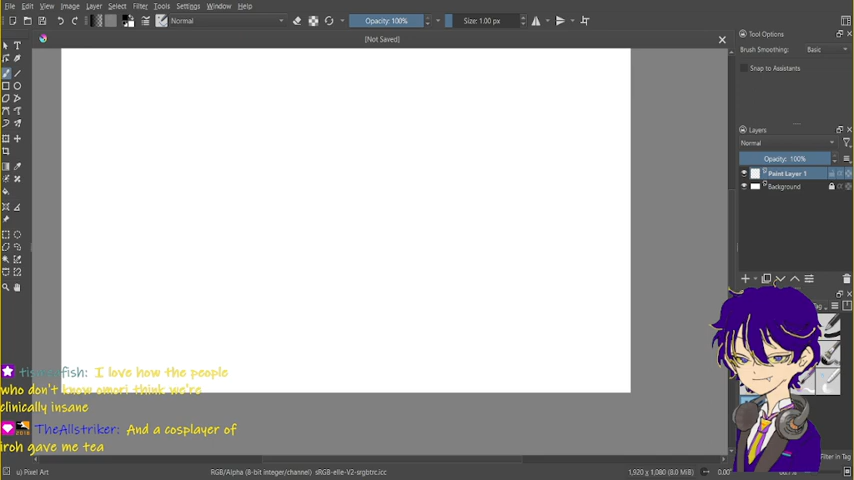 File Edit View Image Layer Select Filter Tools Settings Window Help
Normal Opacity: 100% Size: 1.00 px
[Not Saved]
Tool Options
Brush Smoothing: Basic
Snap to Assistants
Layers
Normal
Opacity: 100%
Paint Layer 1
Background
I love how the people
who don't know omori think we're
clinically insane
TheAllstriker: And a cosplayer of
iroh gave me tea
Filter in Tag
u) Pixel Art RGB/Alpha (8-bit integer/channel) sRGB-elle-V2-srgbtrc.icc 1,920 x 1,080 (8.0 MiB) 0.00